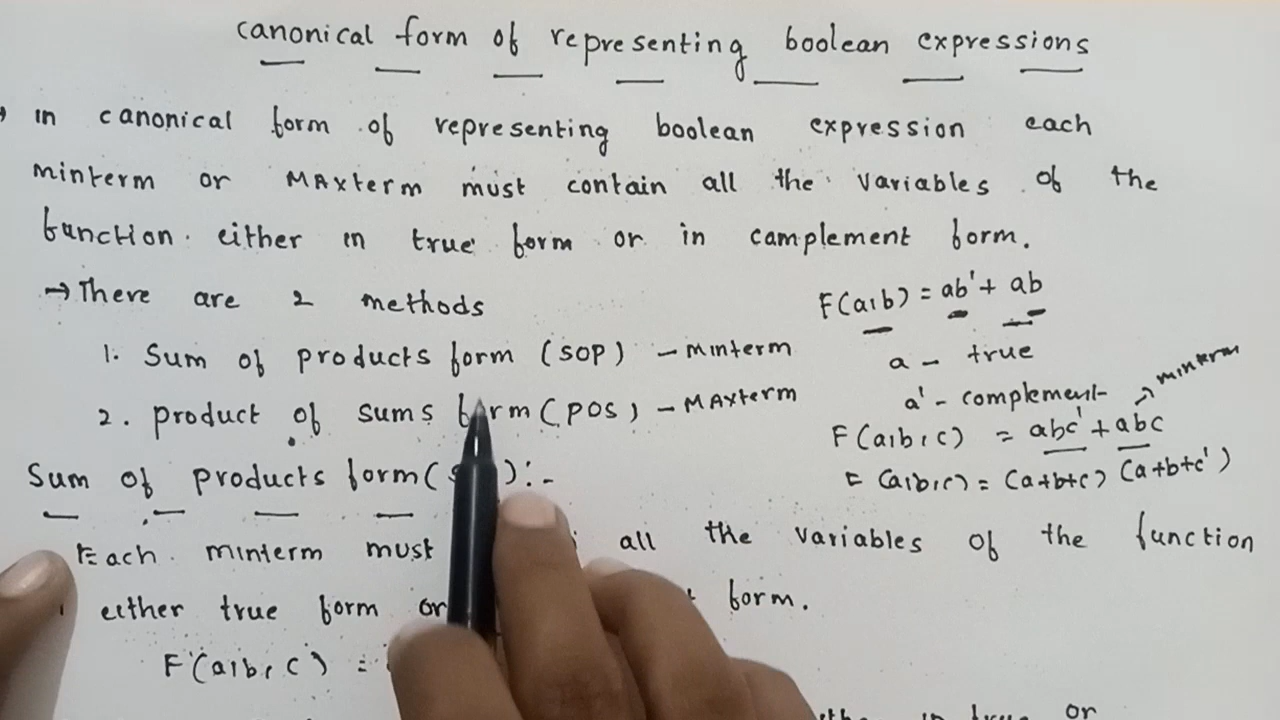 canonical form of representing boolean expressions
in canonical form of representing boolean expression each
minterm or MAxterm must contain all the variables of the
function either in true form or in camplement form.
→ There are 2 methods
1. Sum of products form (SOP) - minterm
2. product of sums form (POS) - MAxterm
F(a,b) = ab' + ab
a - true
a' - complement
minterm
F(a,b,c) = abc' + abc
F(a,b,c) = (a+b+c) (a+b+c')
Sum of products form ( ) :-
Each minterm must all the variables of the function
either true form or form.
F(a,b,c) =
in true or